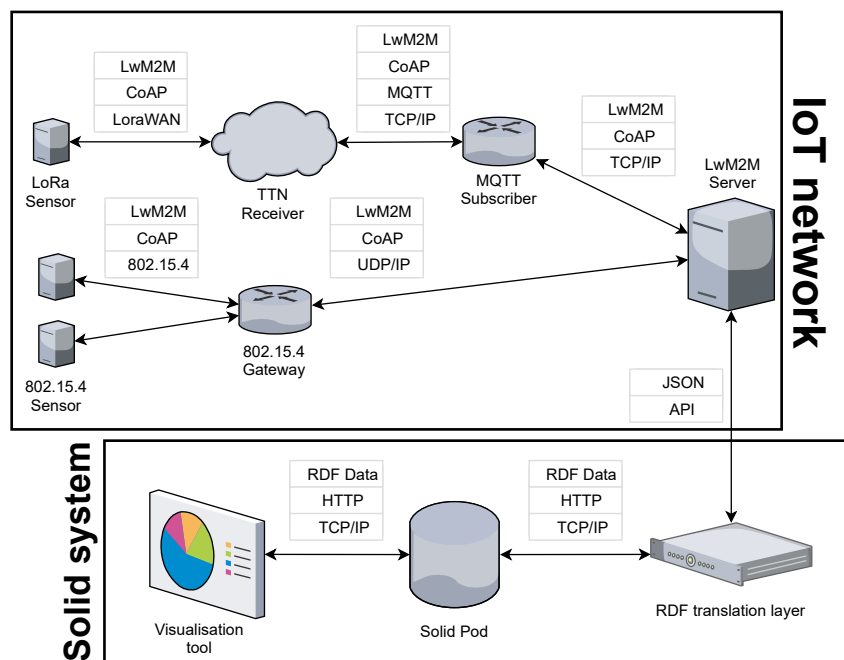 LwM2M
CoAP
LoraWAN
LwM2M
CoAP
MQTT
TCP/IP
LwM2M
CoAP
TCP/IP
LoRa
Sensor
TTN
Receiver
MQTT
Subscriber
LwM2M
Server
IoT network
LwM2M
CoAP
802.15.4
LwM2M
CoAP
UDP/IP
802.15.4
Gateway
802.15.4
Sensor
JSON
API
Solid system
RDF Data
HTTP
TCP/IP
RDF Data
HTTP
TCP/IP
Visualisation
tool
Solid Pod
RDF translation layer